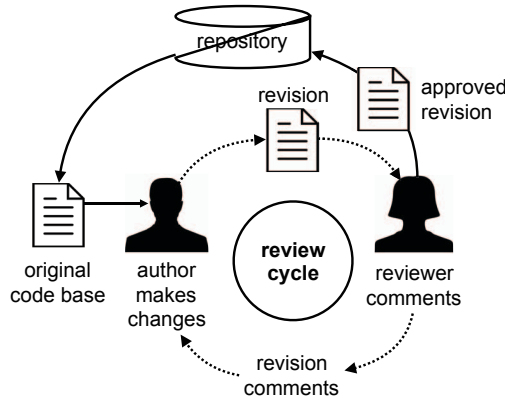 repository
approved
revision
revision
review
cycle
original
code base
author
makes
changes
reviewer
comments
revision
comments